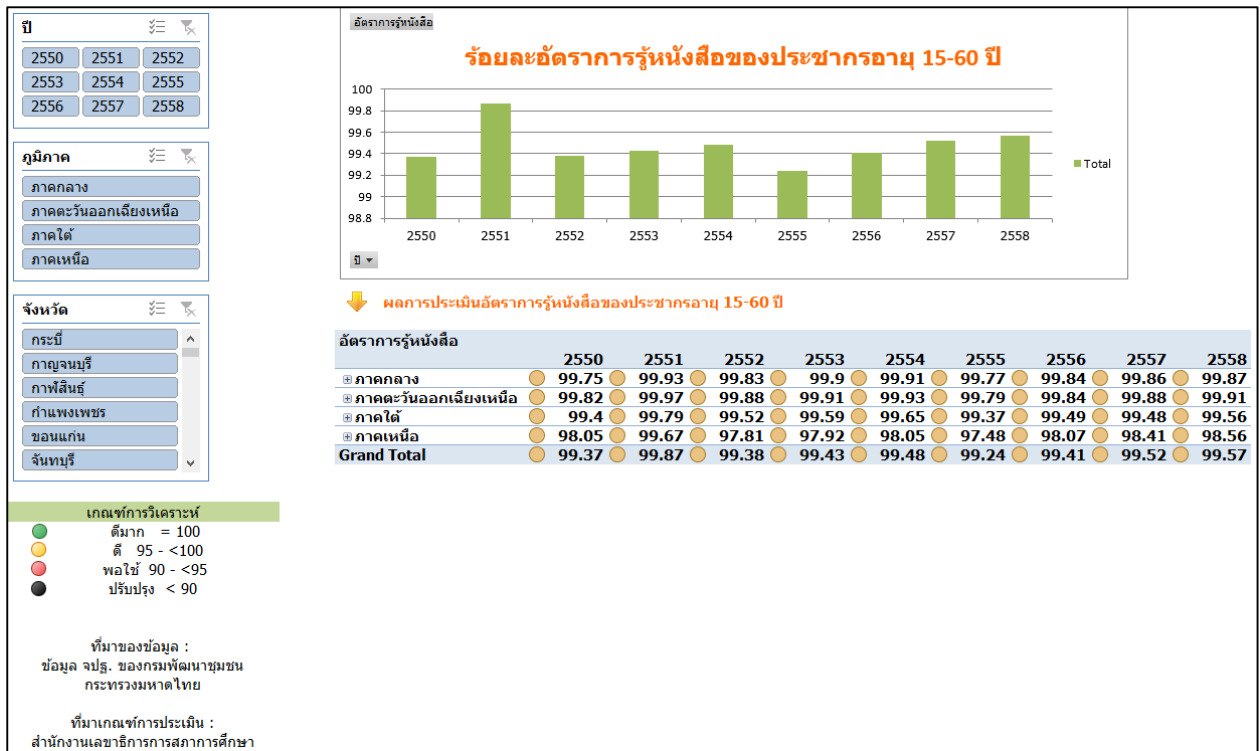 ปี
2550 2551 2552
2553 2554 2555
2556 2557 2558
ภูมิภาค
ภาคกลาง
ภาคตะวันออกเฉียงเหนือ
ภาคใต้
ภาคเหนือ
จังหวัด
กระบี่
กาญจนบุรี
กาฬสินธุ์
กำแพงเพชร
ขอนแก่น
จันทบุรี
เกณฑ์การวิเคราะห์
ดีมาก = 100
ดี 95 - <100
พอใช้ 90 - <95
ปรับปรุง < 90
ที่มาของข้อมูล :
ข้อมูล จปฐ. ของกรมพัฒนาชุมชน
กระทรวงมหาดไทย
ที่มาเกณฑ์การประเมิน :
สำนักงานเลขาธิการการสภาการศึกษา
อัตราการรู้หนังสือ
ร้อยละอัตราการรู้หนังสือของประชากรอายุ 15-60 ปี
100
99.8
99.6
99.4
99.2
99
98.8
2550 2551 2552 2553 2554 2555 2556 2557 2558
Total
ปี
ผลการประเมินอัตราการรู้หนังสือของประชากรอายุ 15-60 ปี
อัตราการรู้หนังสือ
2550 2551 2552 2553 2554 2555 2556 2557 2558
ภาคกลาง 99.75 99.93 99.83 99.9 99.91 99.77 99.84 99.86 99.87
ภาคตะวันออกเฉียงเหนือ 99.82 99.97 99.88 99.91 99.93 99.79 99.84 99.88 99.91
ภาคใต้ 99.4 99.79 99.52 99.59 99.65 99.37 99.49 99.48 99.56
ภาคเหนือ 98.05 99.67 97.81 97.92 98.05 97.48 98.07 98.41 98.56
Grand Total 99.37 99.87 99.38 99.43 99.48 99.24 99.41 99.52 99.57